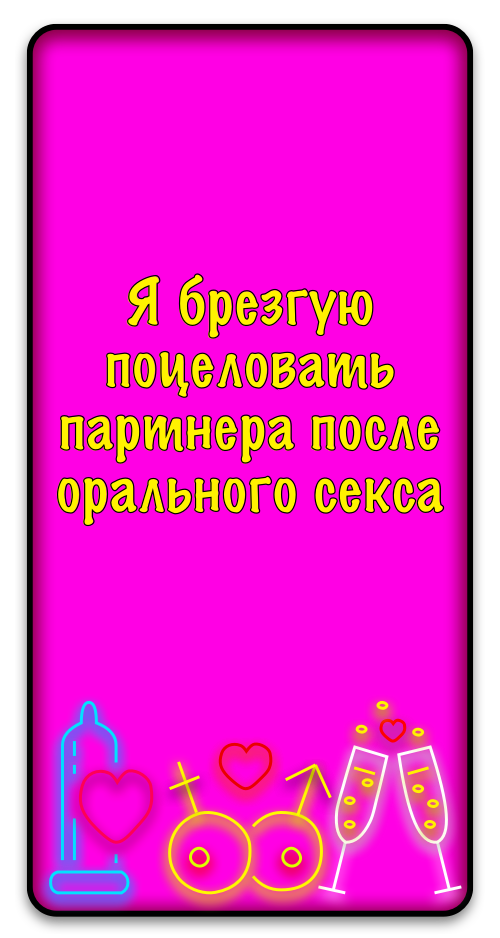 Я брезгую
поцеловать
партнера после
орального секса